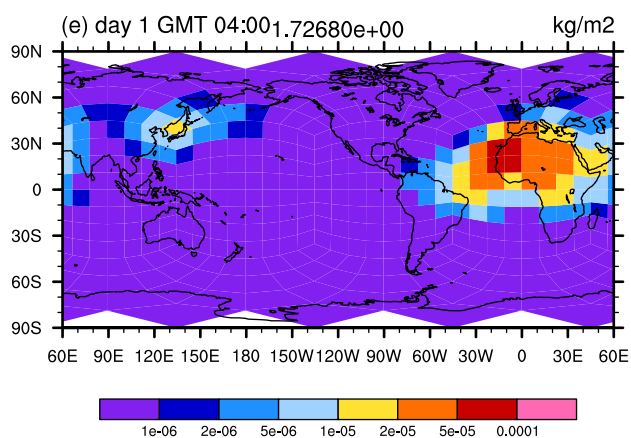 (e) day 1 GMT 04:00 1.72680e+00 kg/m2
90N
60N
30N
0
30S
60S
90S
60E 90E 120E 150E 180 150W 120W 90W 60W 30W 0 30E 60E
1e-06 2e-06 5e-06 1e-05 2e-05 5e-05 0.0001